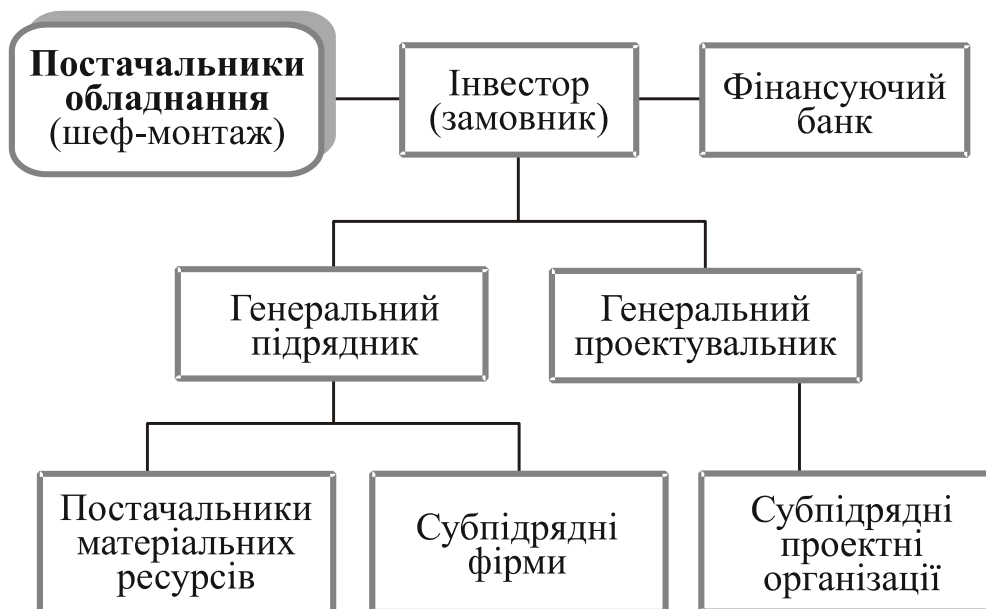 Постачальники
обладнання
(шеф-монтаж)
Інвестор
(замовник)
Фінансуючий
банк
Генеральний
підрядник
Генеральний
проектувальник
Постачальники
матеріальних
ресурсів
Субпідрядні
фірми
Субпідрядні
проектні
організації